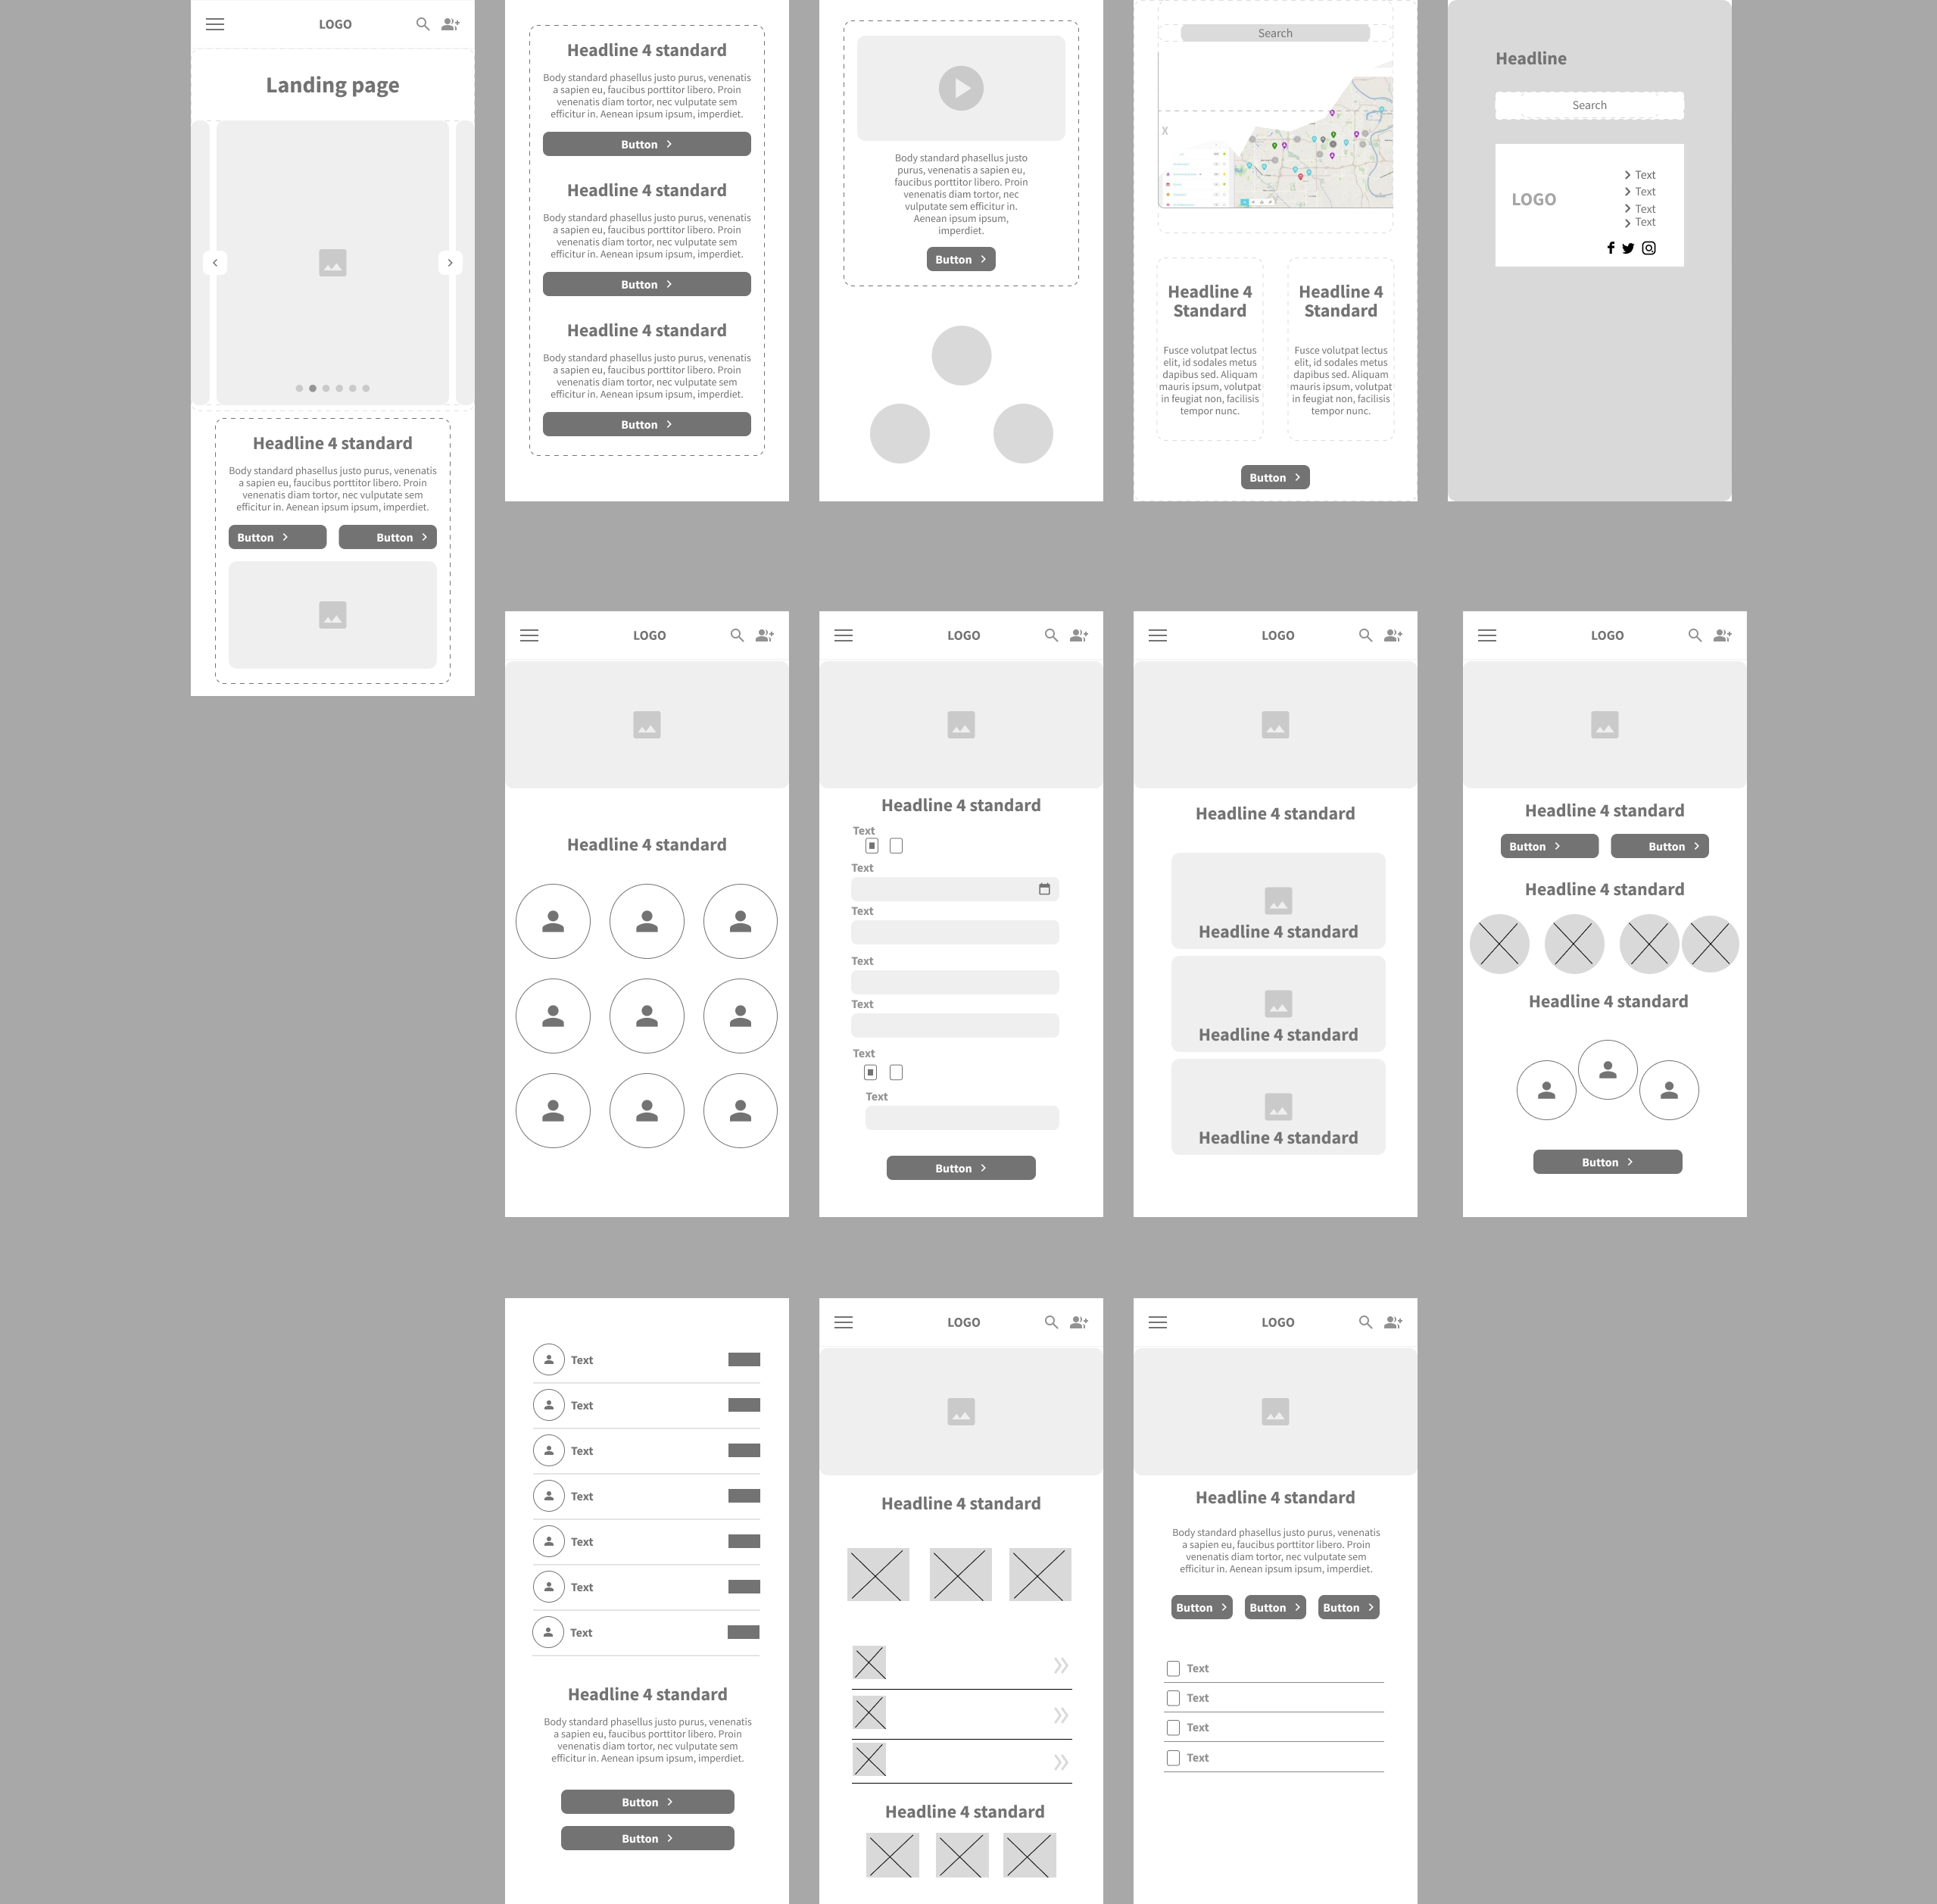 LOGO
Landing page
Headline 4 standard
Body standard phasellus justo purus, venenatis
a sapien eu, faucibus porttitor libero. Proin
venenatis diam tortor, nec vulputate sem
efficitur in. Aenean ipsum ipsum, imperdiet.
Button
Button
Headline 4 standard
Body standard phasellus justo purus, venenatis
a sapien eu, faucibus porttitor libero. Proin
venenatis diam tortor, nec vulputate sem
efficitur in. Aenean ipsum ipsum, imperdiet.
Button
Headline 4 standard
Body standard phasellus justo purus, venenatis
a sapien eu, faucibus porttitor libero. Proin
venenatis diam tortor, nec vulputate sem
efficitur in. Aenean ipsum ipsum, imperdiet.
Button
Headline 4 standard
Body standard phasellus justo purus, venenatis
a sapien eu, faucibus porttitor libero. Proin
venenatis diam tortor, nec vulputate sem
efficitur in. Aenean ipsum ipsum, imperdiet.
Button
Body standard phasellus justo
purus, venenatis a sapien eu,
faucibus porttitor libero. Proin
venenatis diam tortor, nec
vulputate sem efficitur in.
Aenean ipsum ipsum,
imperdiet.
Button
Search
X
Headline 4
Standard
Fusce volutpat lectus
elit, id sodales metus
dapibus sed. Aliquam
mauris ipsum, volutpat
in feugiat non, facilisis
tempor nunc.
Headline 4
Standard
Fusce volutpat lectus
elit, id sodales metus
dapibus sed. Aliquam
mauris ipsum, volutpat
in feugiat non, facilisis
tempor nunc.
Button
Headline
Search
LOGO
Text
Text
Text
Text
LOGO
Headline 4 standard
LOGO
Headline 4 standard
Text
Text
Text
Text
Text
Text
Text
Button
LOGO
Headline 4 standard
Headline 4 standard
Headline 4 standard
Headline 4 standard
LOGO
Headline 4 standard
Button
Button
Headline 4 standard
Headline 4 standard
Button
Text
Text
Text
Text
Text
Text
Text
Headline 4 standard
Body standard phasellus justo purus, venenatis
a sapien eu, faucibus porttitor libero. Proin
venenatis diam tortor, nec vulputate sem
efficitur in. Aenean ipsum ipsum, imperdiet.
Button
Button
LOGO
Headline 4 standard
Headline 4 standard
LOGO
Headline 4 standard
Body standard phasellus justo purus, venenatis
a sapien eu, faucibus porttitor libero. Proin
venenatis diam tortor, nec vulputate sem
efficitur in. Aenean ipsum ipsum, imperdiet.
Button
Button
Button
Text
Text
Text
Text